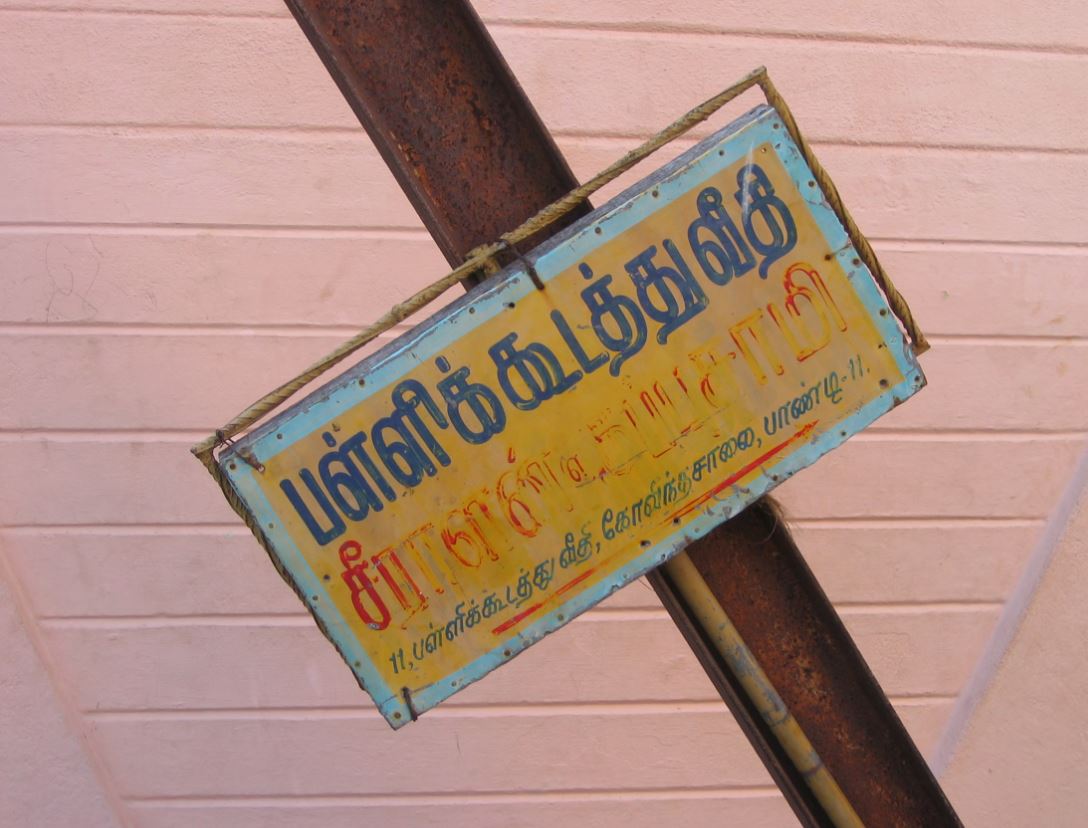 பள்ளிக்கூடத்து வீதி
11, பள்ளிக்கூடத்து வீதி, கோவிந்தசாலை, பாண்டி-11.